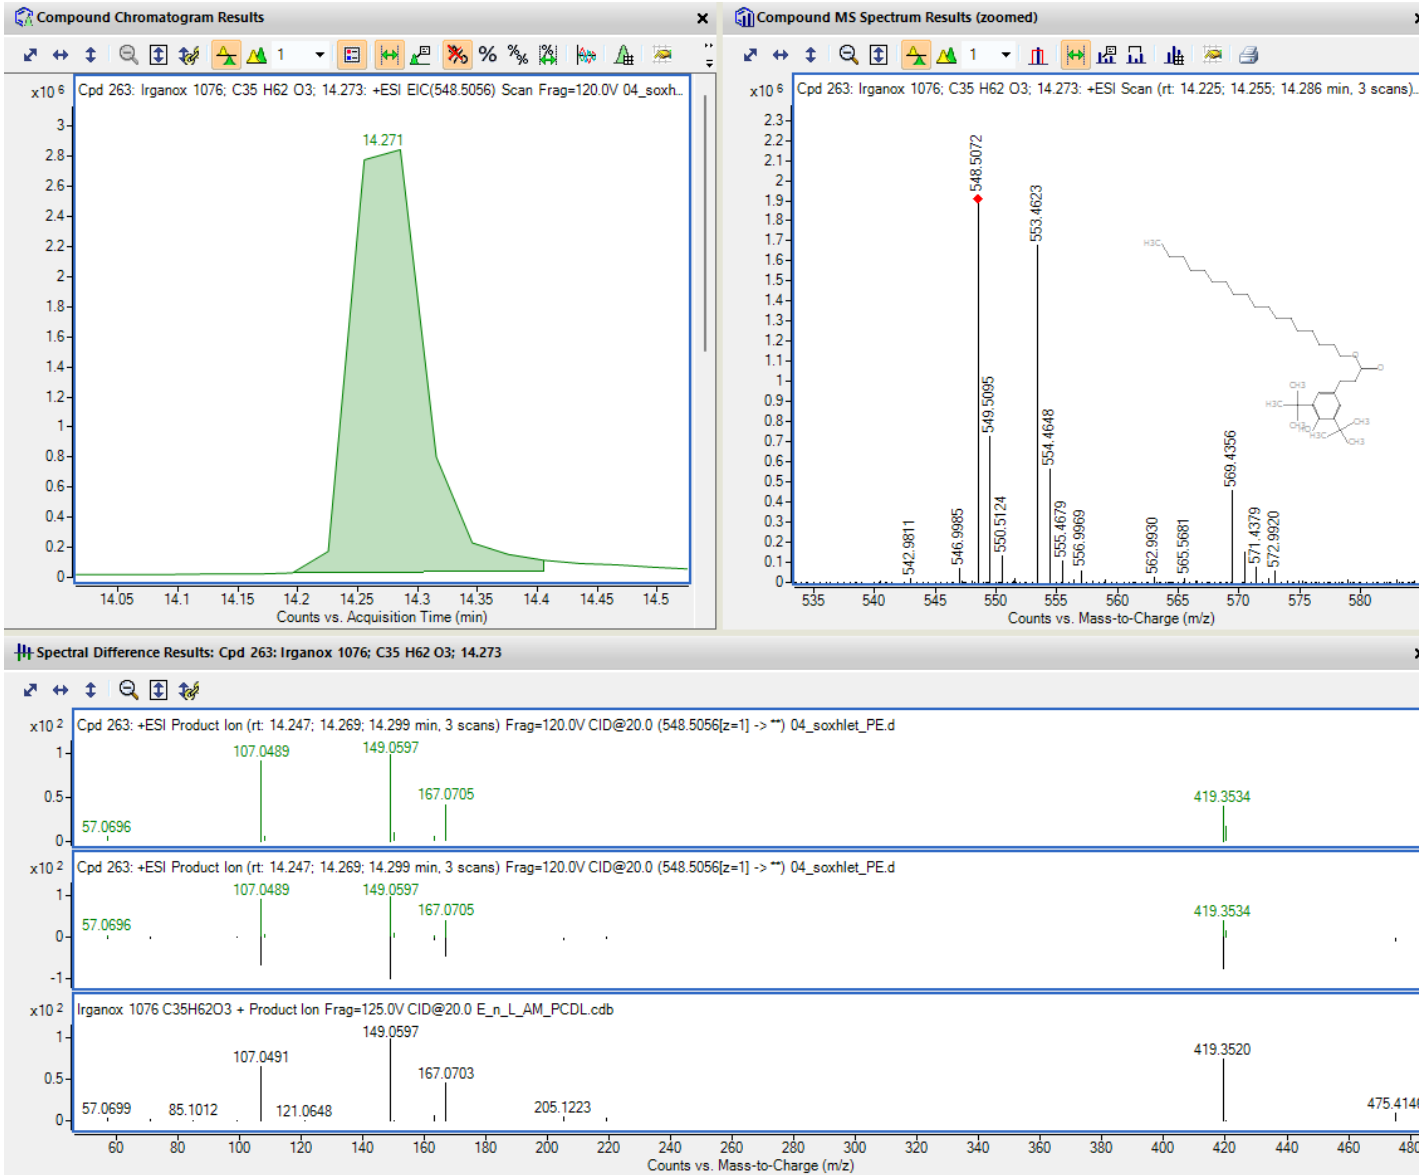 Compound Chromatogram Results
1
x10 6
Cpd 263: Irganox 1076; C35 H62 O3; 14.273: +ESI EIC(548.5056) Scan Frag=120.0V 04_soxh...
14.271
3
2.8
2.6
2.4
2.2
2
1.8
1.6
1.4
1.2
1
0.8
0.6
0.4
0.2
0
14.05 14.1 14.15 14.2 14.25 14.3 14.35 14.4 14.45 14.5
Counts vs. Acquisition Time (min)
Compound MS Spectrum Results (zoomed)
1
x10 6
Cpd 263: Irganox 1076; C35 H62 O3; 14.273: +ESI Scan (rt: 14.225; 14.255; 14.286 min, 3 scans)...
2.3
2.2
2.1
2
1.9
1.8
1.7
1.6
1.5
1.4
1.3
1.2
1.1
1
0.9
0.8
0.7
0.6
0.5
0.4
0.3
0.2
0.1
0
542.9811
546.9985
548.5072
549.5095
550.5124
553.4623
554.4648
555.4679
556.9969
562.9930
565.5681
569.4356
571.4379
572.9920
H3C
O
O
CH3
H3C
CH3
HO
H3C
CH3
CH3
535 540 545 550 555 560 565 570 575 580
Counts vs. Mass-to-Charge (m/z)
Spectral Difference Results: Cpd 263: Irganox 1076; C35 H62 O3; 14.273
x10 2
Cpd 263: +ESI Product Ion (rt: 14.247; 14.269; 14.299 min, 3 scans) Frag=120.0V CID@20.0 (548.5056[z=1] -> **) 04_soxhlet_PE.d
1
0.5
0
57.0696 107.0489 149.0597 167.0705 419.3534
x10 2
Cpd 263: +ESI Product Ion (rt: 14.247; 14.269; 14.299 min, 3 scans) Frag=120.0V CID@20.0 (548.5056[z=1] -> **) 04_soxhlet_PE.d
1
0
-1
57.0696 107.0489 149.0597 167.0705 419.3534
x10 2
Irganox 1076 C35H62O3 + Product Ion Frag=125.0V CID@20.0 E_n_L_AM_PCDL.cdb
1
0.5
0
57.0699 85.1012 107.0491 121.0648 149.0597 167.0703 205.1223 419.3520 475.4146
60 80 100 120 140 160 180 200 220 240 260 280 300 320 340 360 380 400 420 440 460 480
Counts vs. Mass-to-Charge (m/z)